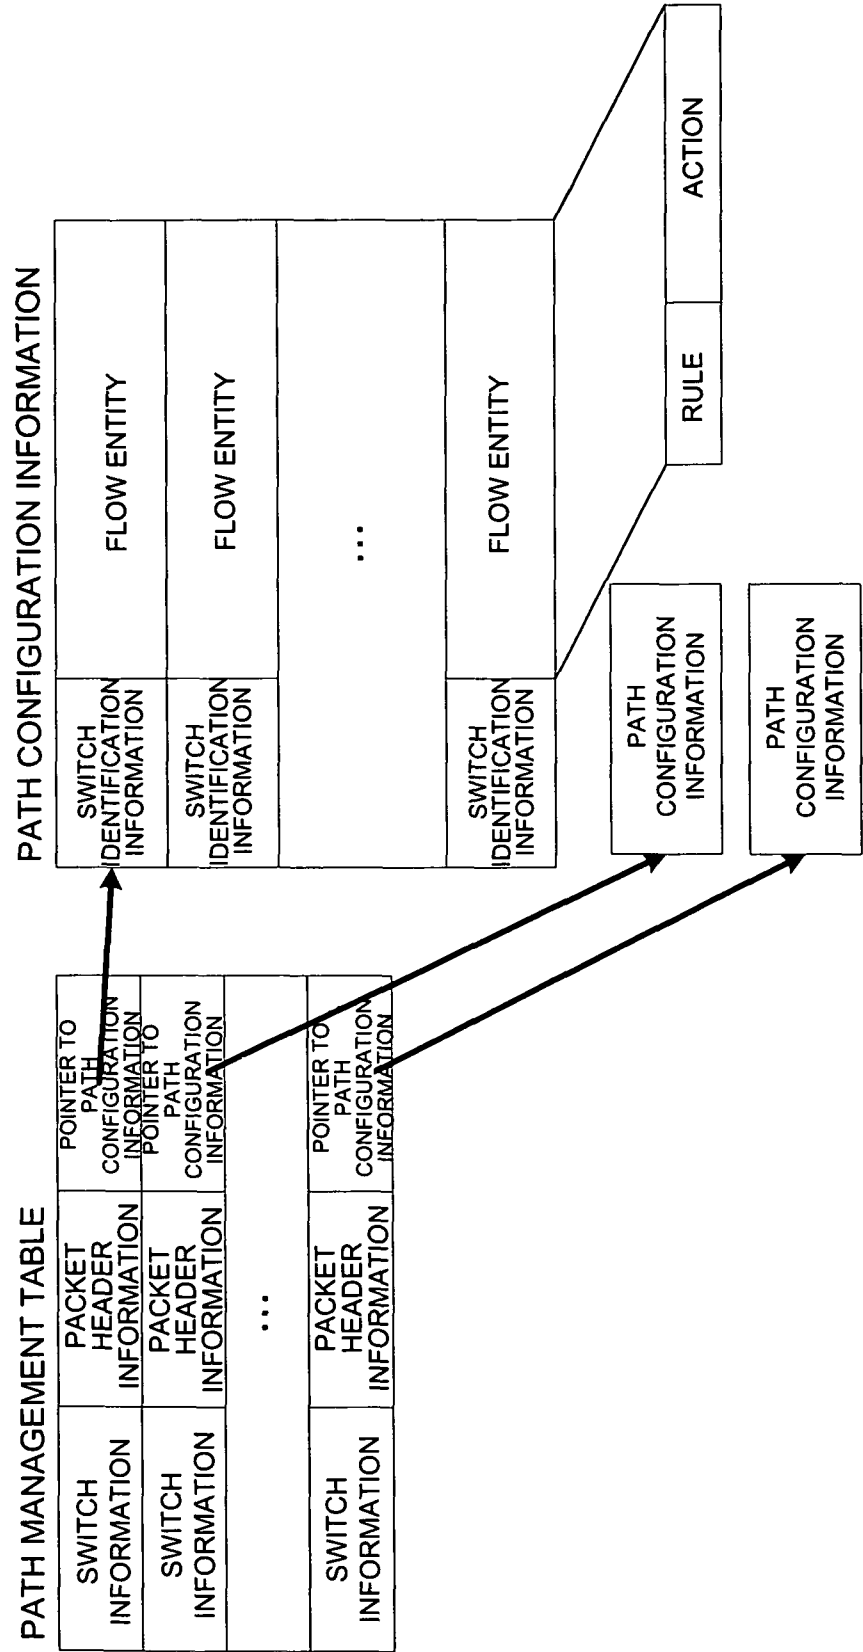 PATH MANAGEMENT TABLE
SWITCH
INFORMATION
PACKET
HEADER
INFORMATION
POINTER TO
PATH
CONFIGURATION
INFORMATION
SWITCH
INFORMATION
PACKET
HEADER
INFORMATION
POINTER TO
PATH
CONFIGURATION
INFORMATION
...
SWITCH
INFORMATION
PACKET
HEADER
INFORMATION
POINTER TO
PATH
CONFIGURATION
INFORMATION
PATH CONFIGURATION INFORMATION
SWITCH
IDENTIFICATION
INFORMATION
FLOW ENTITY
SWITCH
IDENTIFICATION
INFORMATION
FLOW ENTITY
...
SWITCH
IDENTIFICATION
INFORMATION
FLOW ENTITY
RULE
ACTION
PATH
CONFIGURATION
INFORMATION
PATH
CONFIGURATION
INFORMATION